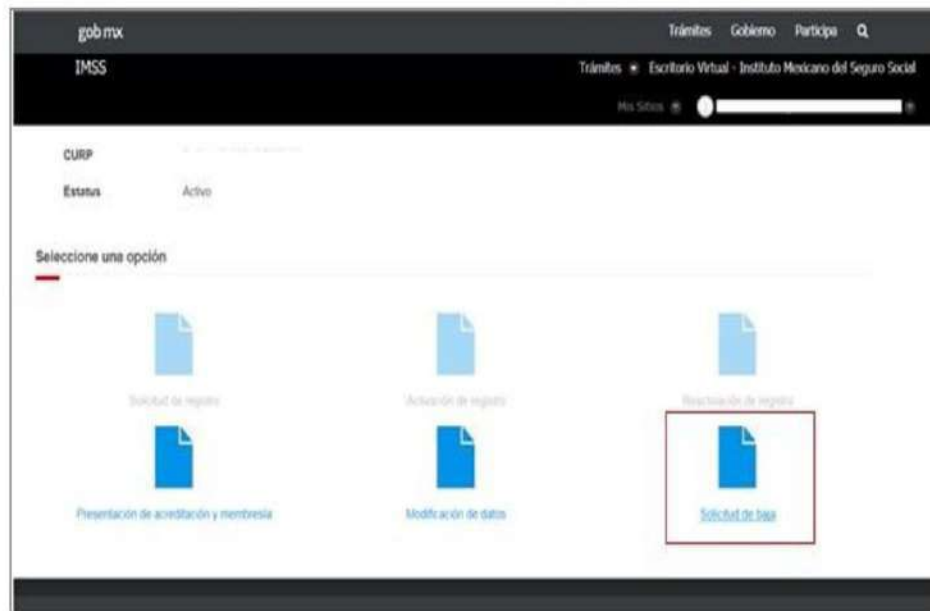 gob mx
Trámites Gobierno Participa
IMSS
Trámites Escritorio Virtual - Instituto Mexicano del Seguro Social
Mis Sitios
CURP
Estatus Activo
Seleccione una opción
Solicitud de registro Activación de registro Reactivación de registro
Presentación de acreditación y membresía Modificación de datos Solicitud de baja